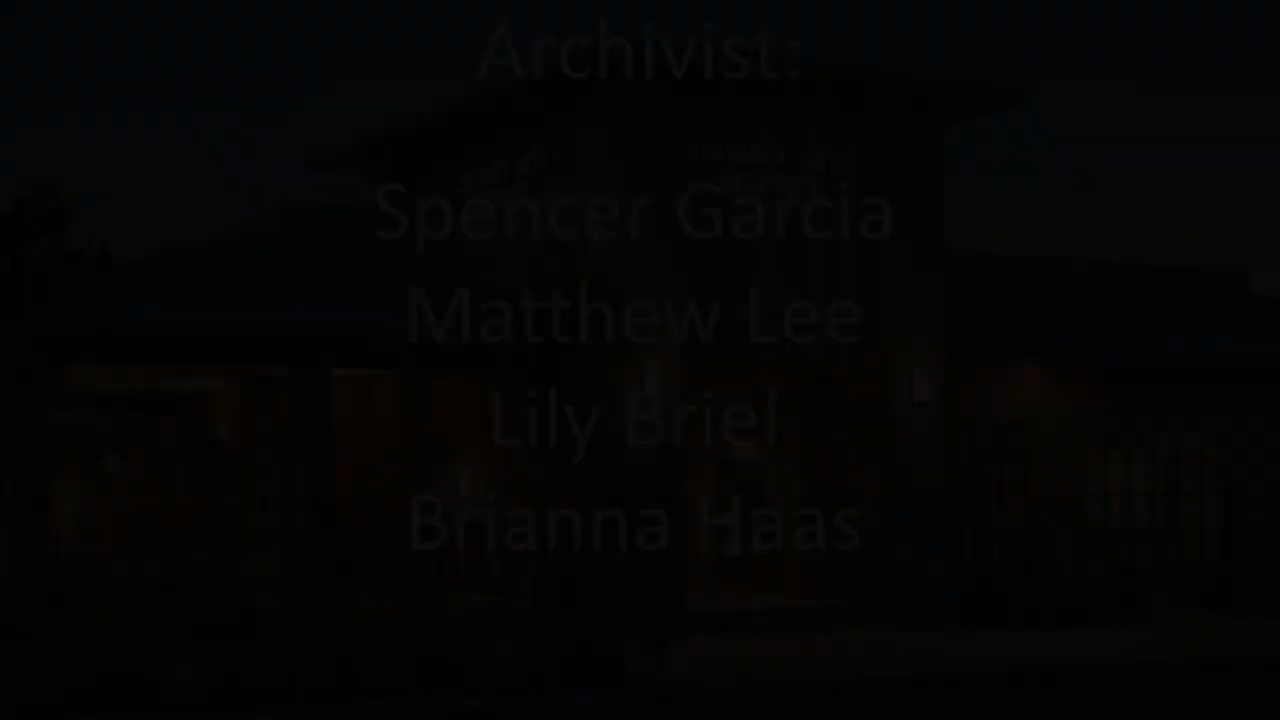 Archivist:
Spencer Garcia
Matthew Lee
Lily Briel
Brianna Haas